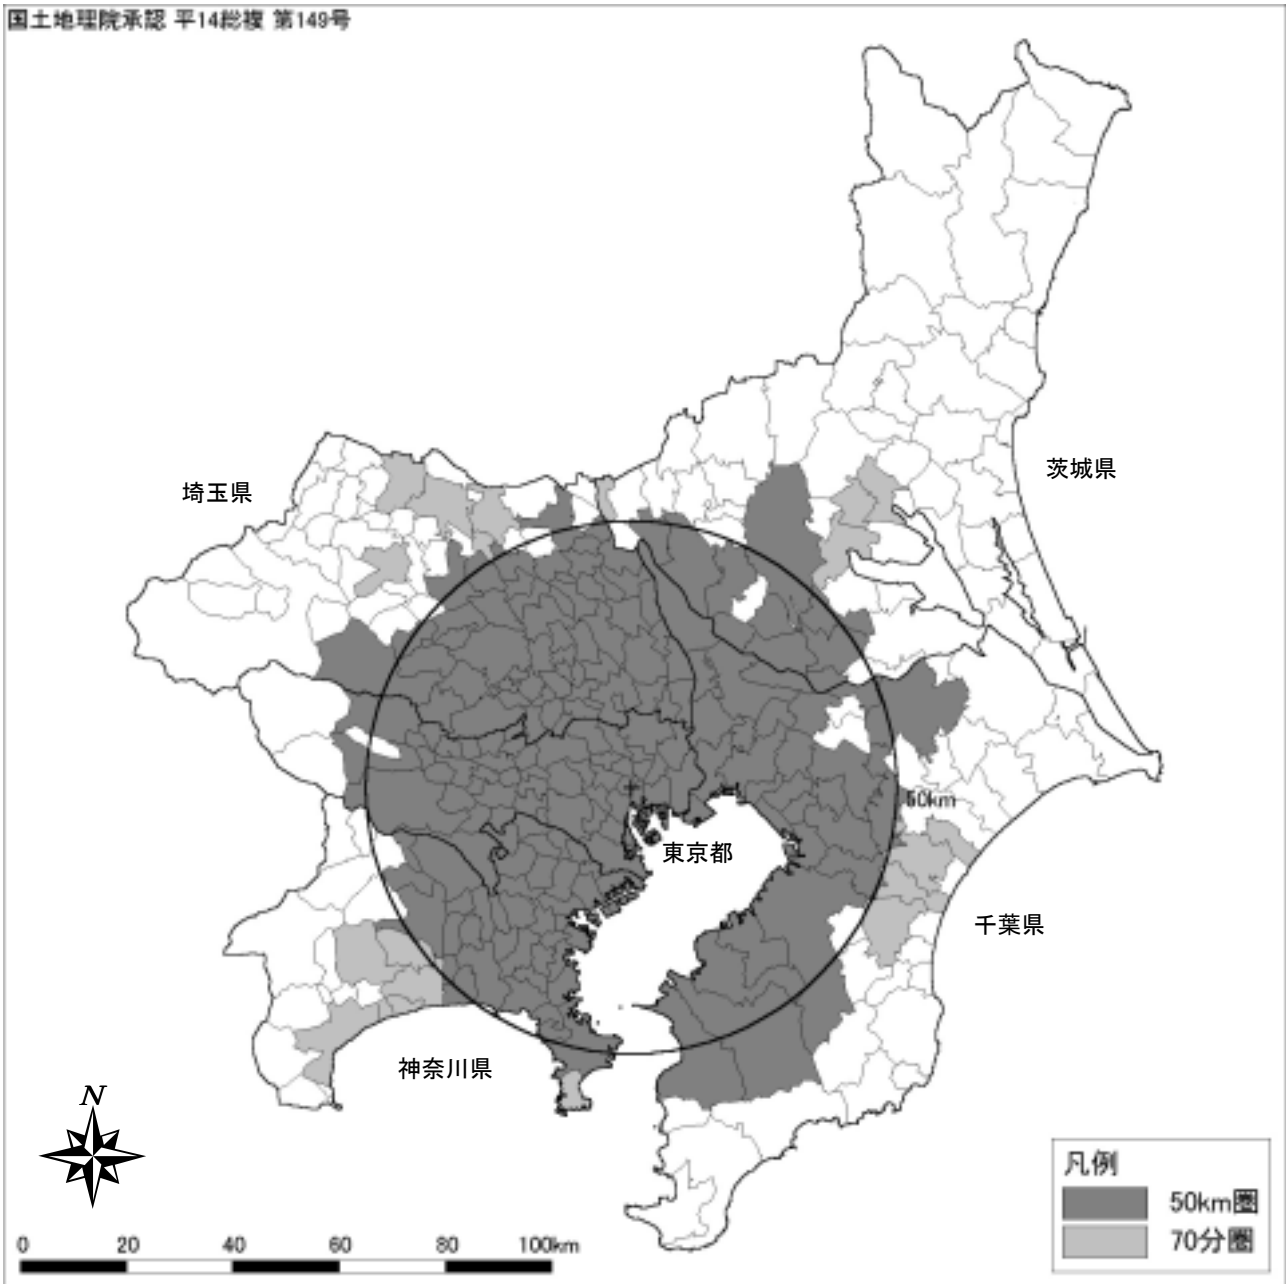 国土地理院承認 平14総複 第149号
茨城県
埼玉県
50km
東京都
千葉県
神奈川県
N
凡例
50km圏
70分圏
0 20 40 60 80 100km